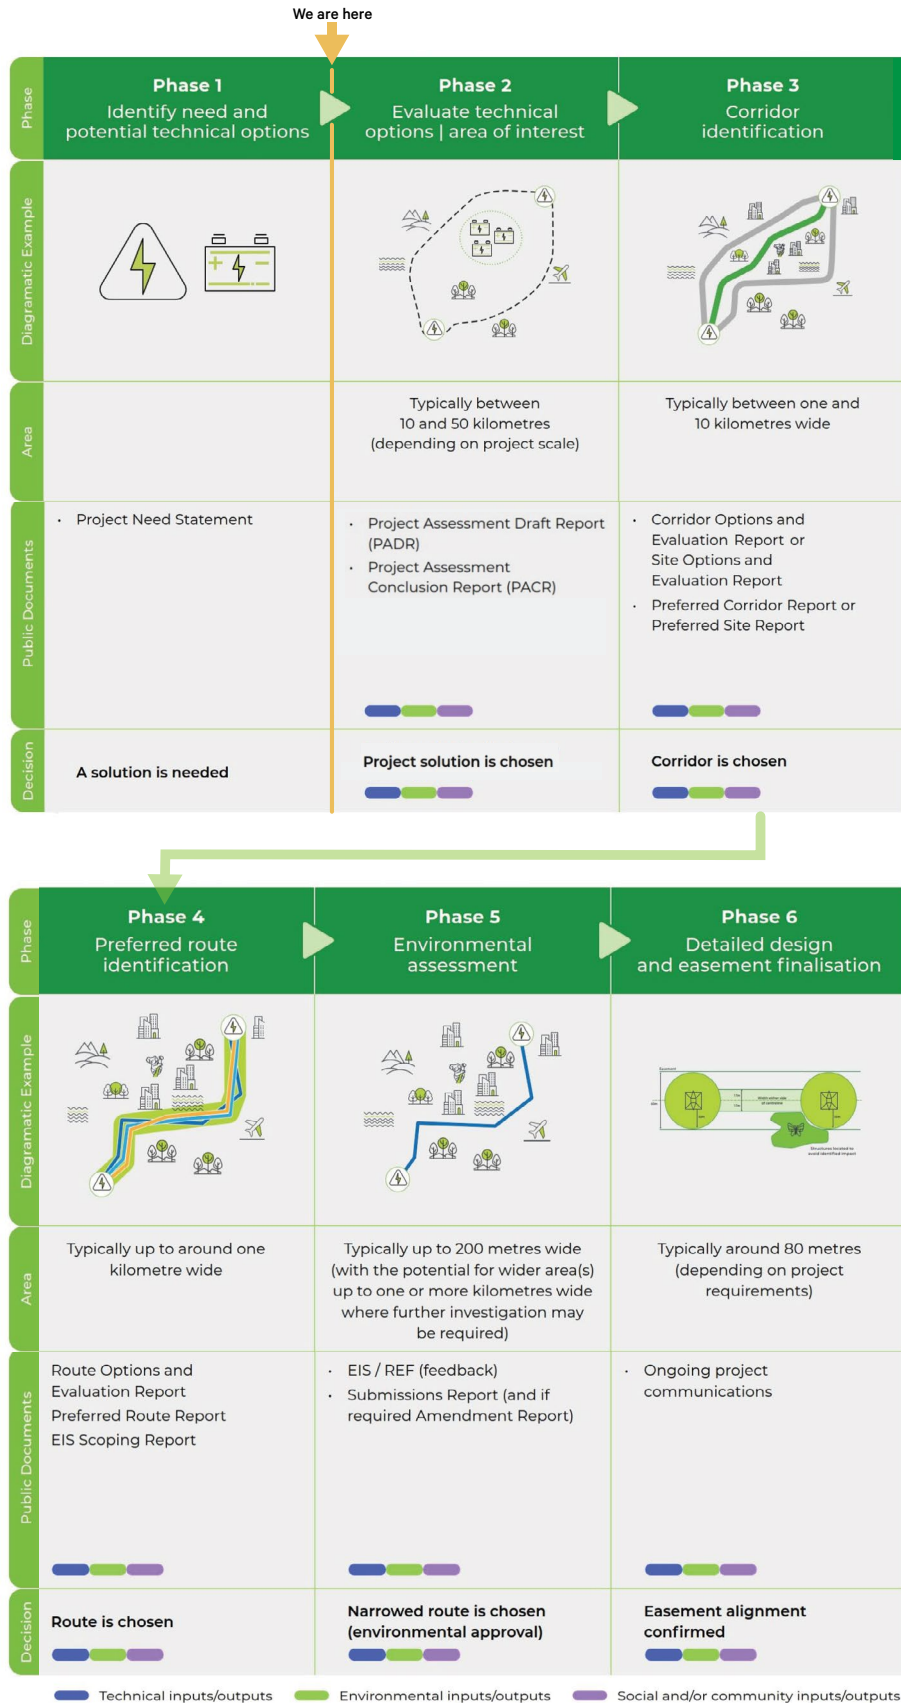 We are here
Phase
Phase 1
Identify need and
potential technical options
Phase 2
Evaluate technical
options | area of interest
Phase 3
Corridor
identification
Diagramatic Example
Area
Typically between
10 and 50 kilometres
(depending on project scale)
Typically between one and
10 kilometres wide
Public Documents
• Project Need Statement
• Project Assessment Draft Report
(PADR)
• Project Assessment
Conclusion Report (PACR)
• Corridor Options and
Evaluation Report or
Site Options and
Evaluation Report
• Preferred Corridor Report or
Preferred Site Report
Decision
A solution is needed
Project solution is chosen
Corridor is chosen
Phase
Phase 4
Preferred route
identification
Phase 5
Environmental
assessment
Phase 6
Detailed design
and easement finalisation
Diagramatic Example
Easement
Structures located to
avoid identified impact
Area
Typically up to around one
kilometre wide
Typically up to 200 metres wide
(with the potential for wider area(s)
up to one or more kilometres wide
where further investigation may
be required)
Typically around 80 metres
(depending on project
requirements)
Public Documents
Route Options and
Evaluation Report
Preferred Route Report
EIS Scoping Report
• EIS / REF (feedback)
• Submissions Report (and if
required Amendment Report)
• Ongoing project
communications
Decision
Route is chosen
Narrowed route is chosen
(environmental approval)
Easement alignment
confirmed
Technical inputs/outputs
Environmental inputs/outputs
Social and/or community inputs/outputs